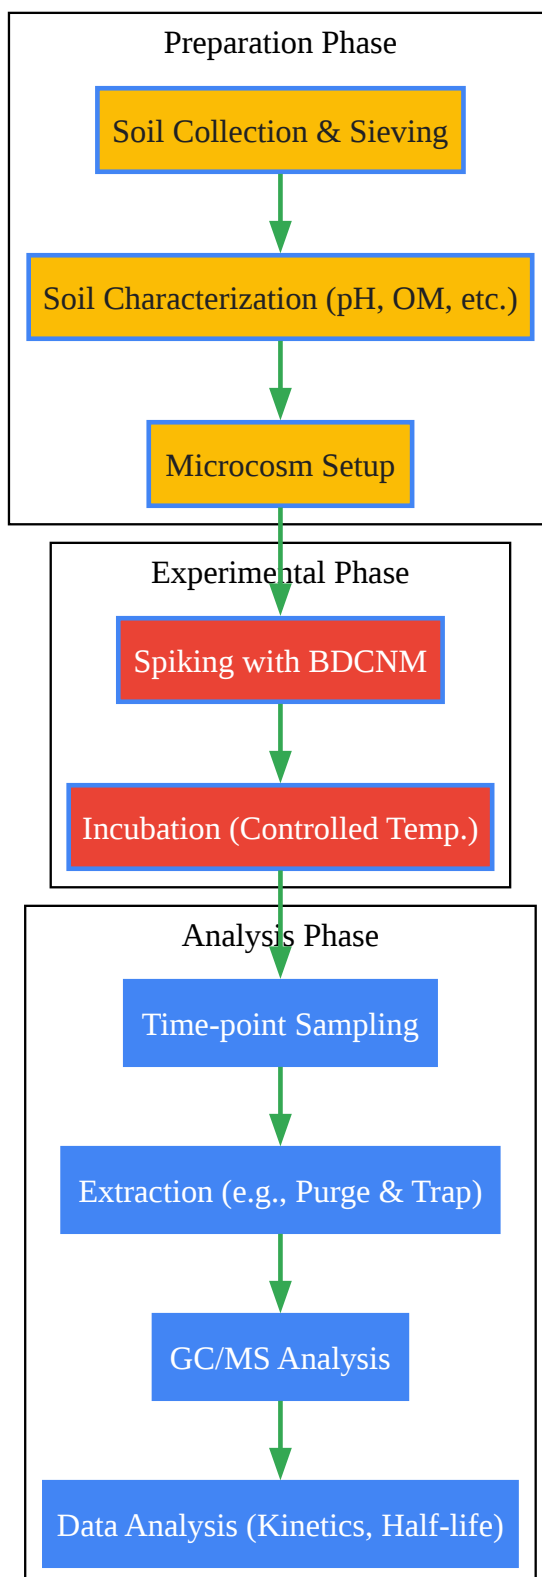 Preparation Phase
Soil Collection & Sieving
Soil Characterization (pH, OM, etc.)
Microcosm Setup
Experimental Phase
Spiking with BDCNM
Incubation (Controlled Temp.)
Analysis Phase
Time-point Sampling
Extraction (e.g., Purge & Trap)
GC/MS Analysis
Data Analysis (Kinetics, Half-life)